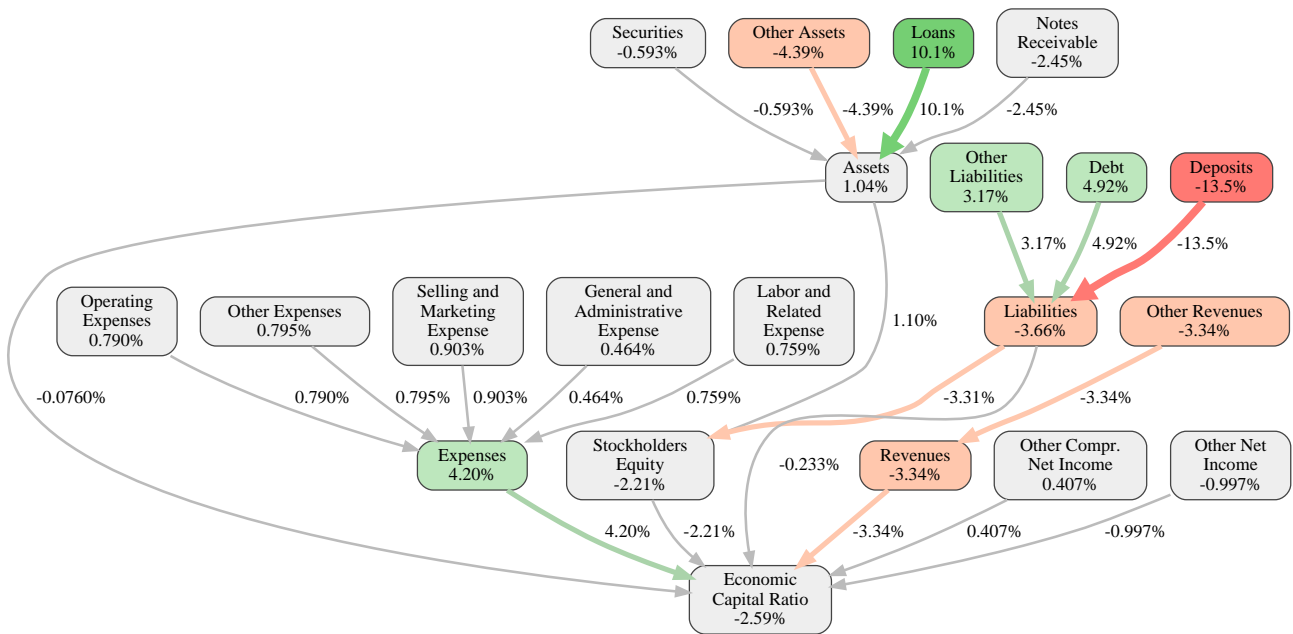 Securities
-0.593%
Other Assets
-4.39%
Loans
10.1%
Notes
Receivable
-2.45%
-0.593%
-4.39%
10.1%
-2.45%
Assets
1.04%
Other
Liabilities
3.17%
Debt
4.92%
Deposits
-13.5%
3.17%
4.92%
-13.5%
Operating
Expenses
0.790%
Other Expenses
0.795%
Selling and
Marketing
Expense
0.903%
General and
Administrative
Expense
0.464%
Labor and
Related
Expense
0.759%
1.10%
Liabilities
-3.66%
Other Revenues
-3.34%
-0.0760%
0.790%
0.795%
0.903%
0.464%
0.759%
-3.31%
-3.34%
Expenses
4.20%
Stockholders
Equity
-2.21%
-0.233%
Revenues
-3.34%
Other Compr.
Net Income
0.407%
Other Net
Income
-0.997%
4.20%
-2.21%
-3.34%
0.407%
-0.997%
Economic
Capital Ratio
-2.59%